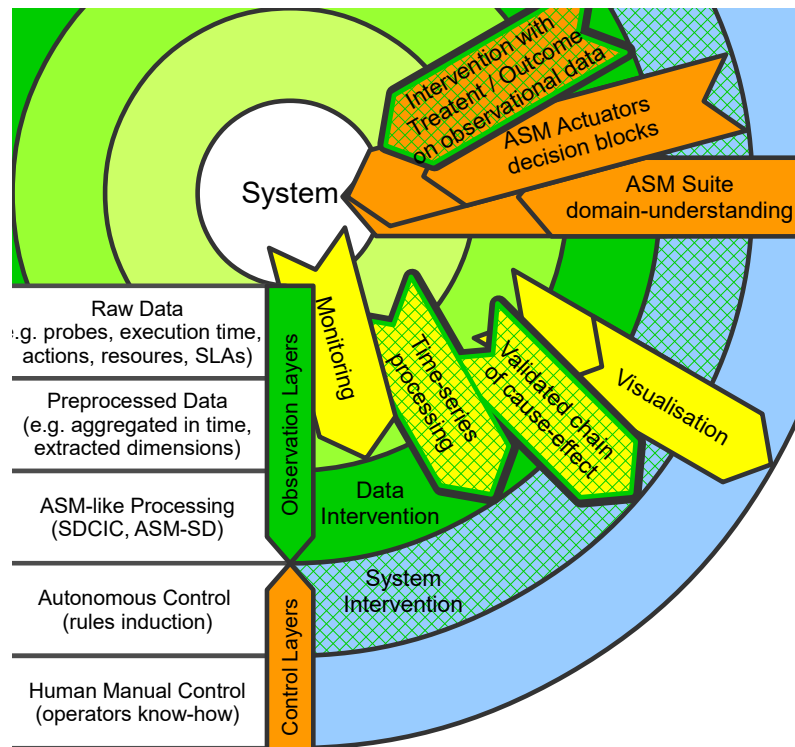 Intervention with
Treatent / Outcome
on observational data
ASM Actuators
decision blocks
ASM Suite
domain-understanding
System
Monitoring
Time-series
processing
Validated chain
of cause-effect
Visualisation
Raw Data
e.g. probes, execution time,
actions, resoures, SLAs)
Preprocessed Data
(e.g. aggregated in time,
extracted dimensions)
ASM-like Processing
(SDCIC, ASM-SD)
Autonomous Control
(rules induction)
Human Manual Control
(operators know-how)
Observation Layers
Control Layers
Data
Intervention
System
Intervention